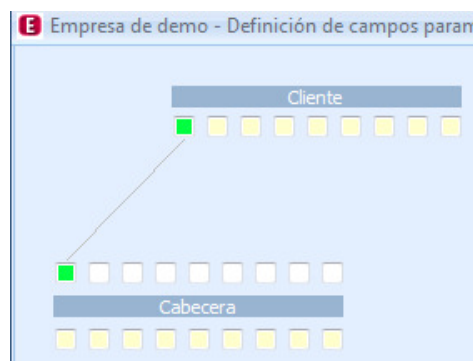 E Empresa de demo - Definición de campos param
Cliente
Cabecera